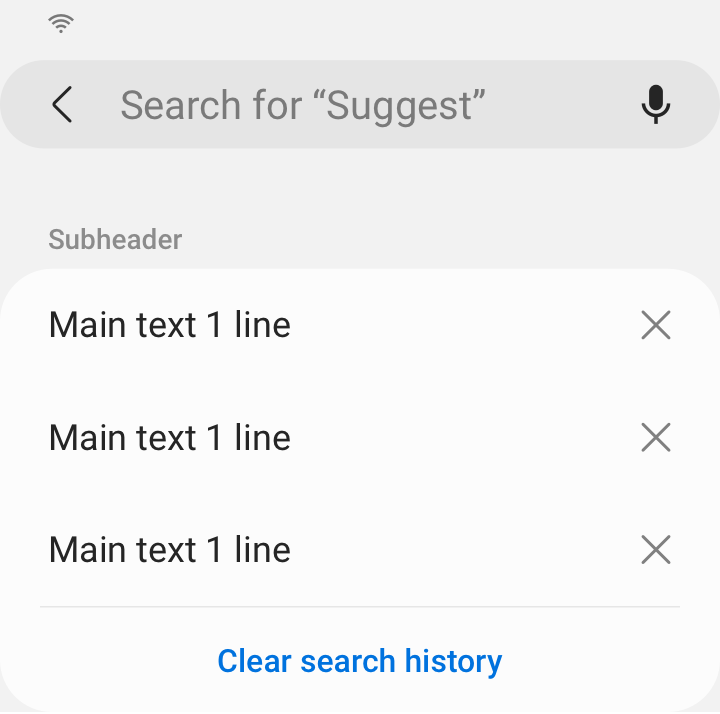 Search for “Suggest”
Subheader
Main text 1 line
Main text 1 line
Main text 1 line
Clear search history